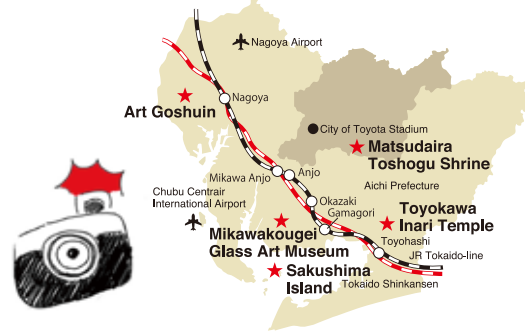 Nagoya Airport
Nagoya
Art Goshuin
City of Toyota Stadium
Matsudaira
Toshogu Shrine
Mikawa Anjo
Anjo
Aichi Prefecture
Chubu Centrair
International Airport
Okazaki
Gamagori
Toyokawa
Inari Temple
Mikawakougei
Glass Art Museum
Toyohashi
JR Tokaido-line
Sakushima
Island
Tokaido Shinkansen